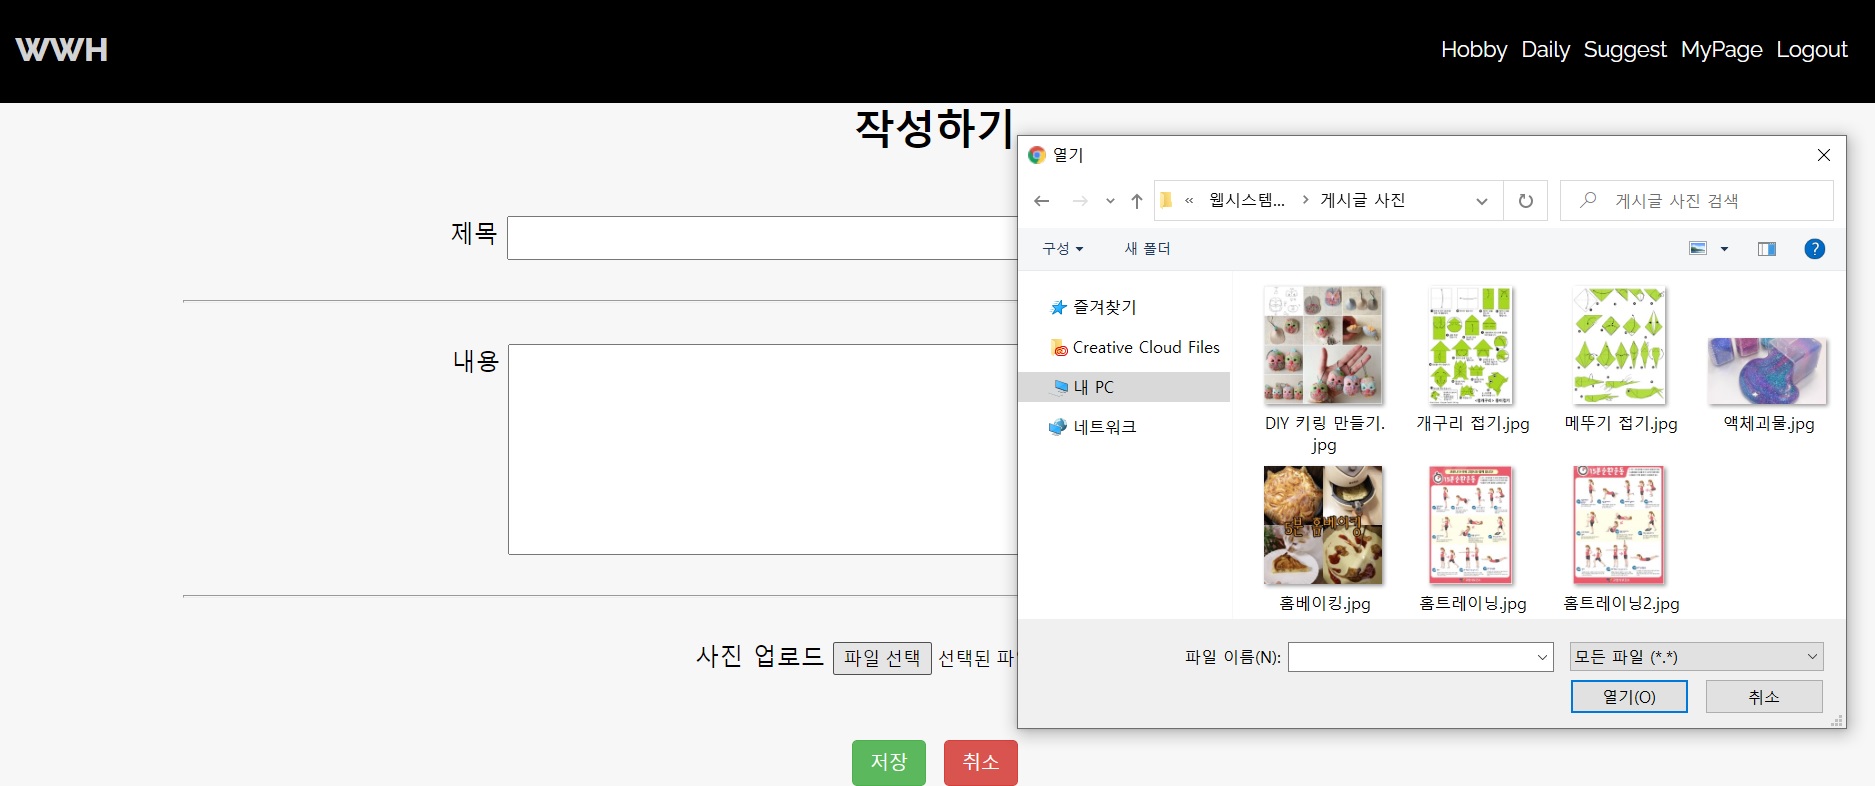 WWH
Hobby Daily Suggest MyPage Logout
작성하기
제목
내용
사진 업로드 파일 선택 선택된 파
저장 취소
열기
« 웹시스템... > 게시글 사진
게시글 사진 검색
구성 새 폴더
즐겨찾기
Creative Cloud Files
내 PC
네트워크
DIY 키링 만들기.
jpg
개구리 접기.jpg
메뚜기 접기.jpg
액체괴물.jpg
5분 홈베이킹
홈베이킹.jpg
홈트레이닝.jpg
홈트레이닝2.jpg
파일 이름(N):
모든 파일 (*.*)
열기(O) 취소